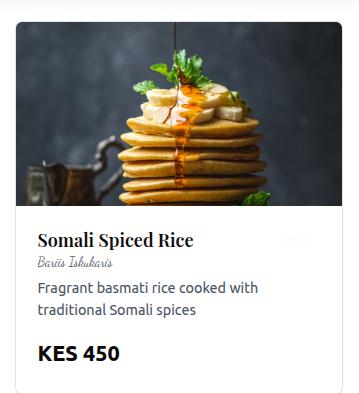 Somali Spiced Rice
Bariis Iskukaris
Fragrant basmati rice cooked with
traditional Somali spices
KES 450